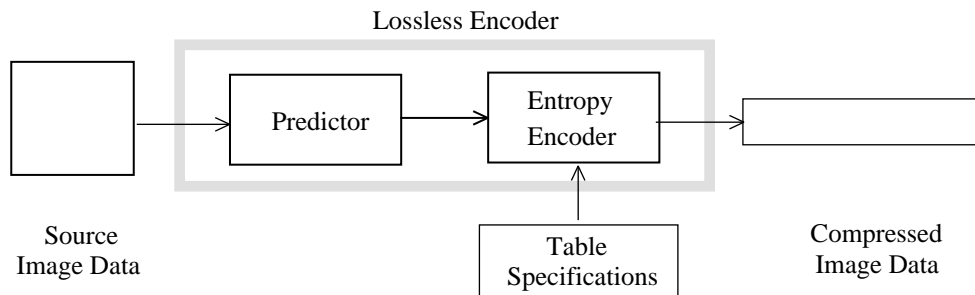 Lossless Encoder
Predictor
Entropy
Encoder
Source
Image Data
Table
Specifications
Compressed
Image Data